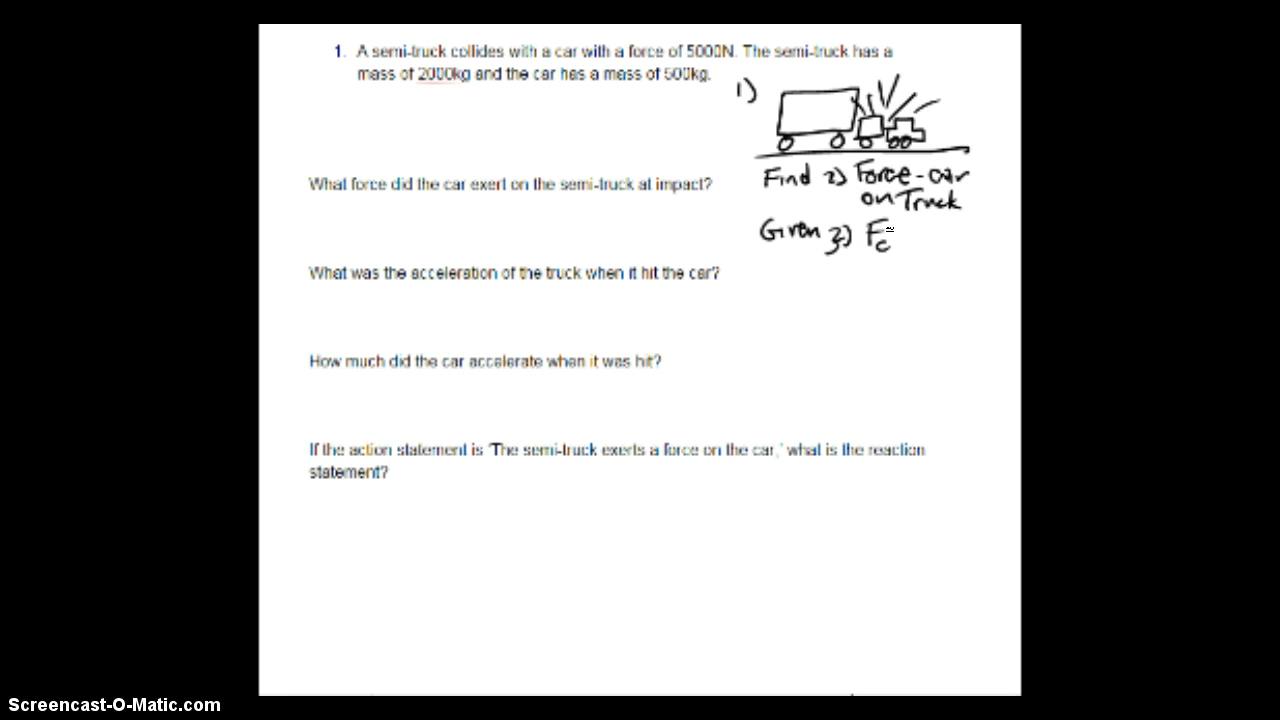 1. A semi-truck collides with a car with a force of 5000N. The semi-truck has a
mass of 2000kg and the car has a mass of 500kg.
1)
What force did the car exert on the semi-truck at impact?
Find 2) Force-car
on Truck
Given 3) Fc=
What was the acceleration of the truck when it hit the car?
How much did the car accelerate when it was hit?
If the action statement is 'The semi-truck exerts a force on the car,' what is the reaction
statement?
Screencast-O-Matic.com